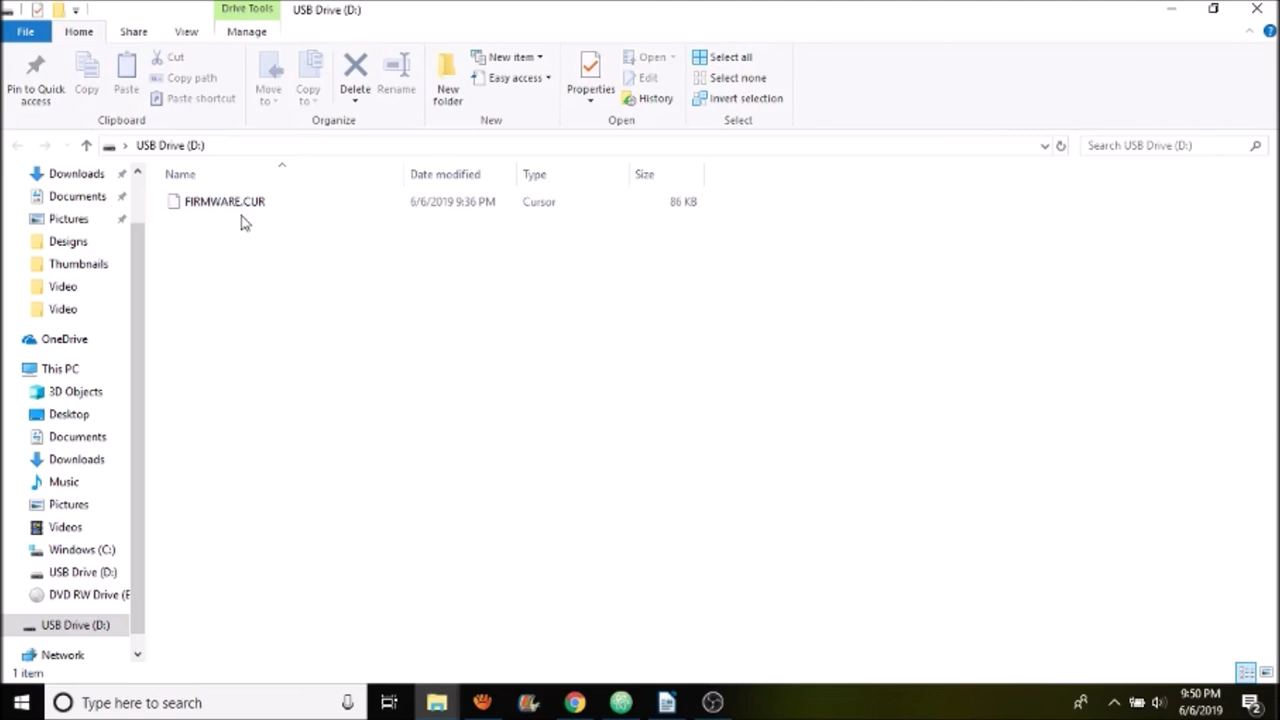 Drive Tools
USB Drive (D:)
File
Home
Share
View
Manage
Pin to Quick access
Copy
Paste
Cut
Copy path
Paste shortcut
Clipboard
Move to
Copy to
Delete
Rename
Organize
New folder
New item
Easy access
New
Properties
Open
Edit
History
Open
Select all
Select none
Invert selection
Select
USB Drive (D:)
Search USB Drive (D:)
Name
Date modified
Type
Size
FIRMWARE.CUR
6/6/2019 9:36 PM
Cursor
86 KB
Downloads
Documents
Pictures
Designs
Thumbnails
Video
Video
OneDrive
This PC
3D Objects
Desktop
Documents
Downloads
Music
Pictures
Videos
Windows (C:)
USB Drive (D:)
DVD RW Drive (E
USB Drive (D:)
Network
1 item
Type here to search
9:50 PM
6/6/2019
2